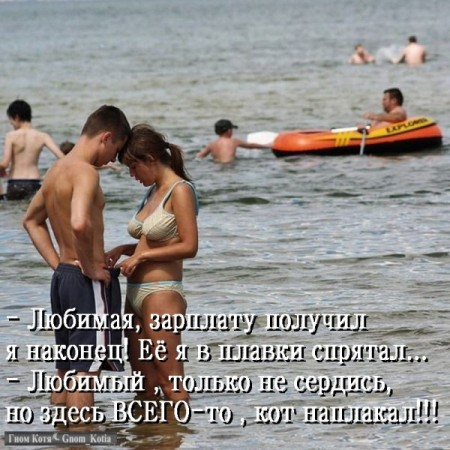 EXPLORER
- Любимая, зарплату получил
я наконец! Её я в плавки спрятал...
- Любимый , только не сердись,
но здесь ВСЕГО-то , кот наплакал!!!
Гном Котя Gnom_Kotia